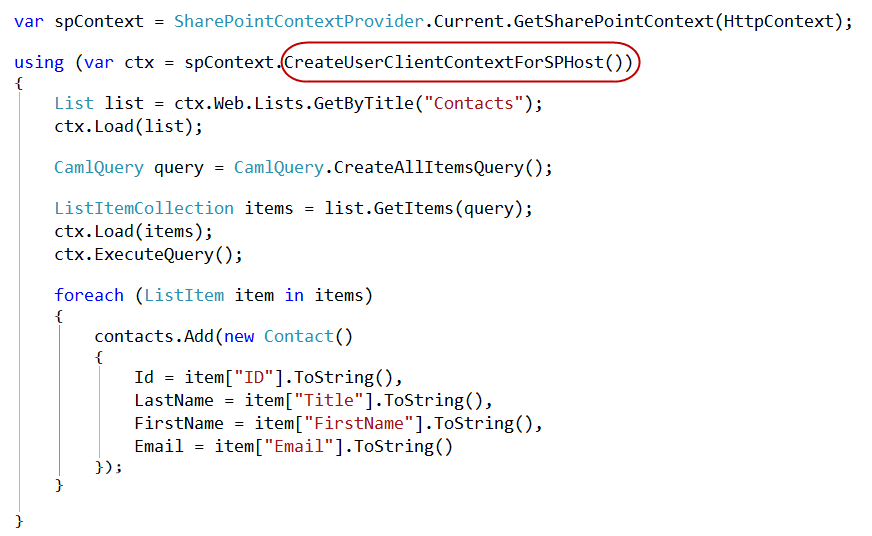 var spContext = SharePointContextProvider.Current.GetSharePointContext(HttpContext);
using (var ctx = spContext.CreateUserClientContextForSPHost())
{
List list = ctx.Web.Lists.GetByTitle("Contacts");
ctx.Load(list);
CamlQuery query = CamlQuery.CreateAllItemsQuery();
ListItemCollection items = list.GetItems(query);
ctx.Load(items);
ctx.ExecuteQuery();
foreach (ListItem item in items)
{
contacts.Add(new Contact()
{
Id = item["ID"].ToString(),
LastName = item["Title"].ToString(),
FirstName = item["FirstName"].ToString(),
Email = item["Email"].ToString()
});
}
}